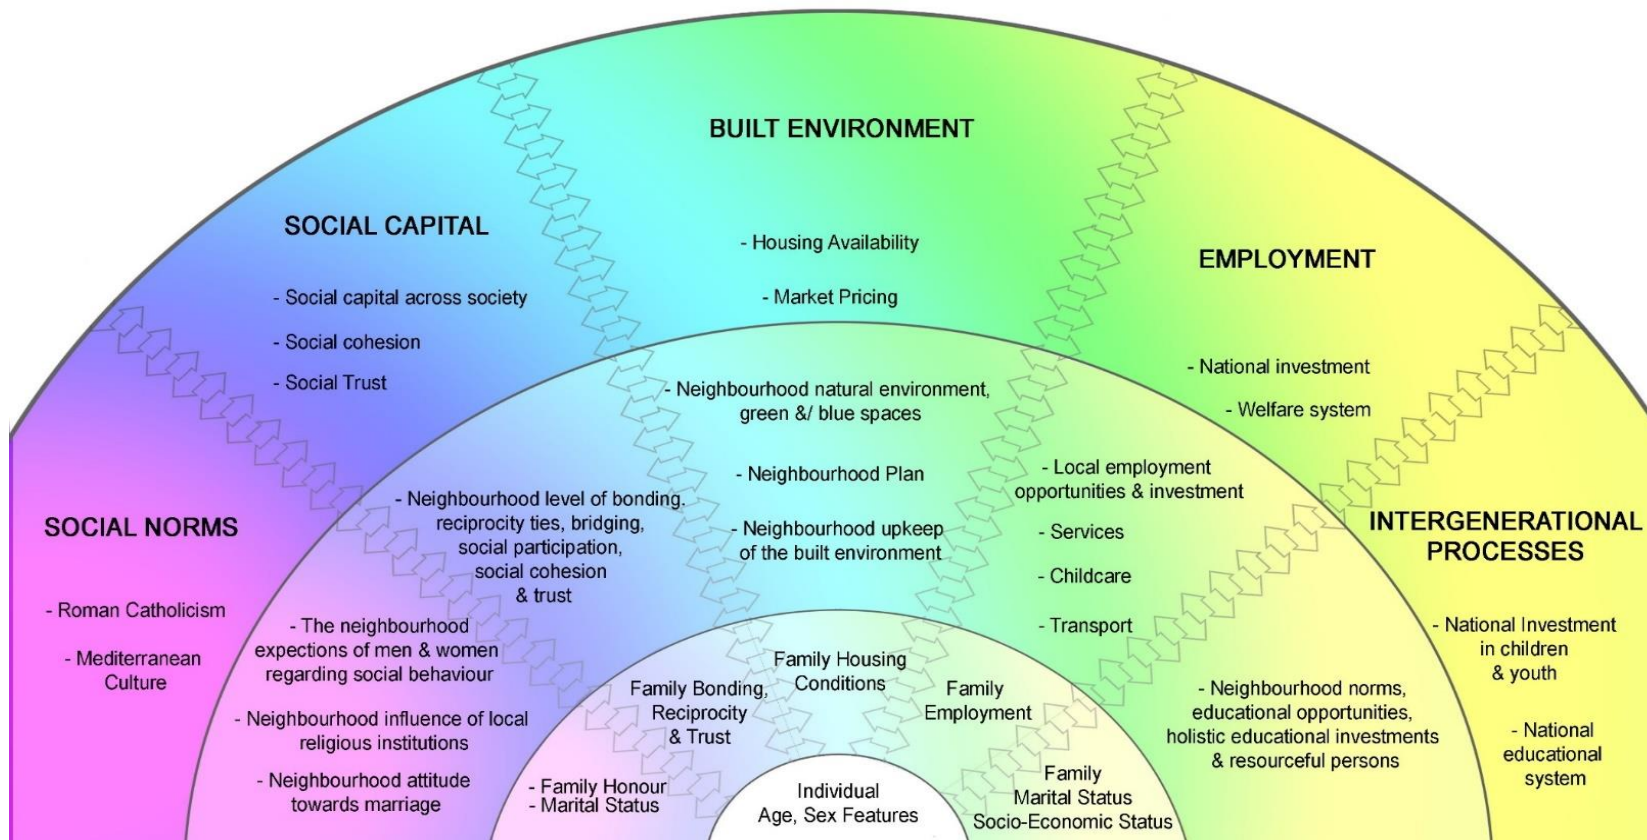 BUILT ENVIRONMENT
- Housing Availability
- Market Pricing
SOCIAL CAPITAL
- Social capital across society
- Social cohesion
- Social Trust
EMPLOYMENT
- National investment
- Welfare system
SOCIAL NORMS
- Roman Catholicism
- Mediterranean
Culture
INTERGENERATIONAL
PROCESSES
- National Investment
in children
& youth
- National
educational
system
- Neighbourhood natural environment,
green &/ blue spaces
- Neighbourhood Plan
- Neighbourhood upkeep
of the built environment
- Neighbourhood level of bonding.
reciprocity ties, bridging,
social participation,
social cohesion
& trust
- Local employment
opportunities & investment
- Services
- Childcare
- Transport
- The neighbourhood
expections of men & women
regarding social behaviour
- Neighbourhood influence of local
religious institutions
- Neighbourhood attitude
towards marriage
- Neighbourhood norms,
educational opportunities,
holistic educational investments
& resourceful persons
Family Housing
Conditions
Family Bonding,
Reciprocity
& Trust
Family
Employment
- Family Honour
- Marital Status
Family
Marital Status
Socio-Economic Status
Individual
Age, Sex Features